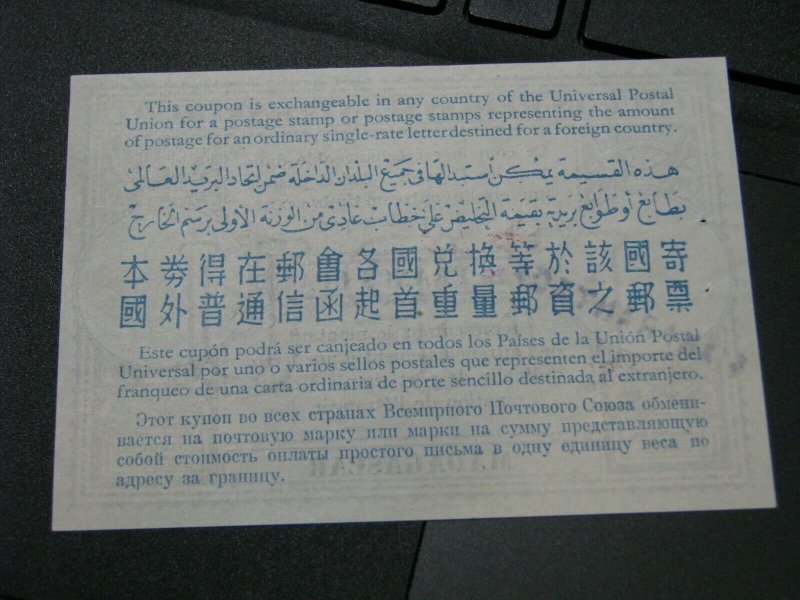 This coupon is exchangeable in any country of the Universal Postal
Union for a postage stamp or postage stamps representing the amount
of postage for an ordinary single-rate letter destined for a foreign country.
هذه القسيمة يمكن استبدالها فى جميع البلدان الداخلة ضمن اتحاد البريد العالمى
بطابع أو طوابع بريد بقيمة التخليص على خطاب عادى من الوزنة الأولى برسم الخارج
本券得在郵會各國兌換等於該國寄
國外普通信函起首重量郵資之郵票
Este cupón podrá ser canjeado en todos los Países de la Unión Postal
Universal por uno o varios sellos postales que representen el importe del
franqueo de una carta ordinaria de porte sencillo destinada al extranjero.
Этот купон во всех странах Всемирного Почтового Союза обмени-
вается на почтовую марку или марки на сумму представляющую
собой стоимость оплаты простого письма в одну единицу веса по
адресу за границу.